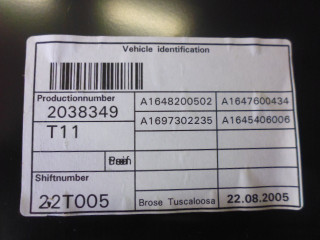 Vehicle identification
Productionnumber
2038349
T11
A1648200502 A1647600434
A1697302235 A1645406006
Shiftnumber
22T005
Brose Tuscaloosa 22.08.2005